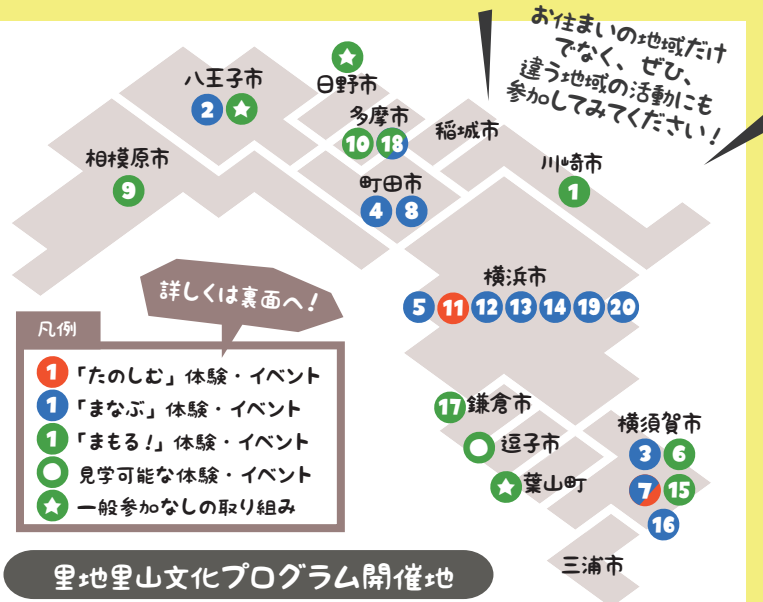 お住まいの地域だけ
でなく、ぜひ、
違う地域の活動にも
参加してみてください！
八王子市
2 ★
★
日野市
多摩市
10 18
稲城市
相模原市
9
町田市
4 8
川崎市
1
横浜市
5 11 12 13 14 19 20
詳しくは裏面へ！
凡例
1 「たのしむ」体験・イベント
1 「まなぶ」体験・イベント
1 「まもる！」体験・イベント
見学可能な体験・イベント
★ 一般参加なしの取り組み
17 鎌倉市
逗子市
★ 葉山町
横須賀市
3 6
7 15
16
三浦市
里地里山文化プログラム開催地